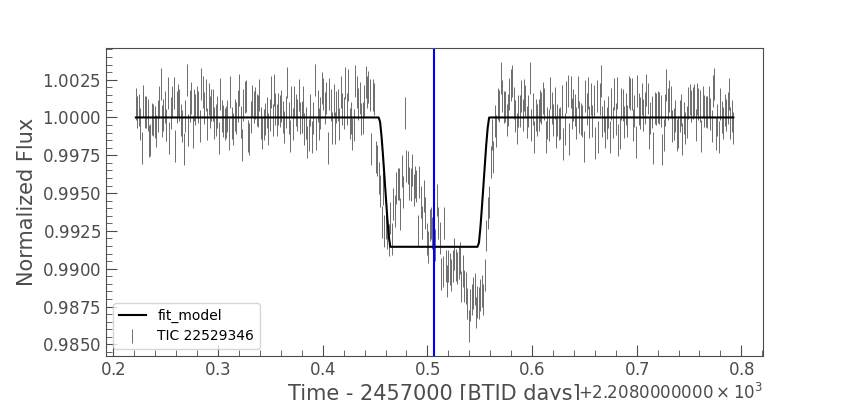 1.0025
1.0000
0.9975
0.9950
0.9925
0.9900
0.9875
0.9850
Normalized Flux
fit_model
TIC 22529346
0.2 0.3 0.4 0.5 0.6 0.7 0.8
Time - 2457000 [BTJD days]
+2.2080000000 × 10³